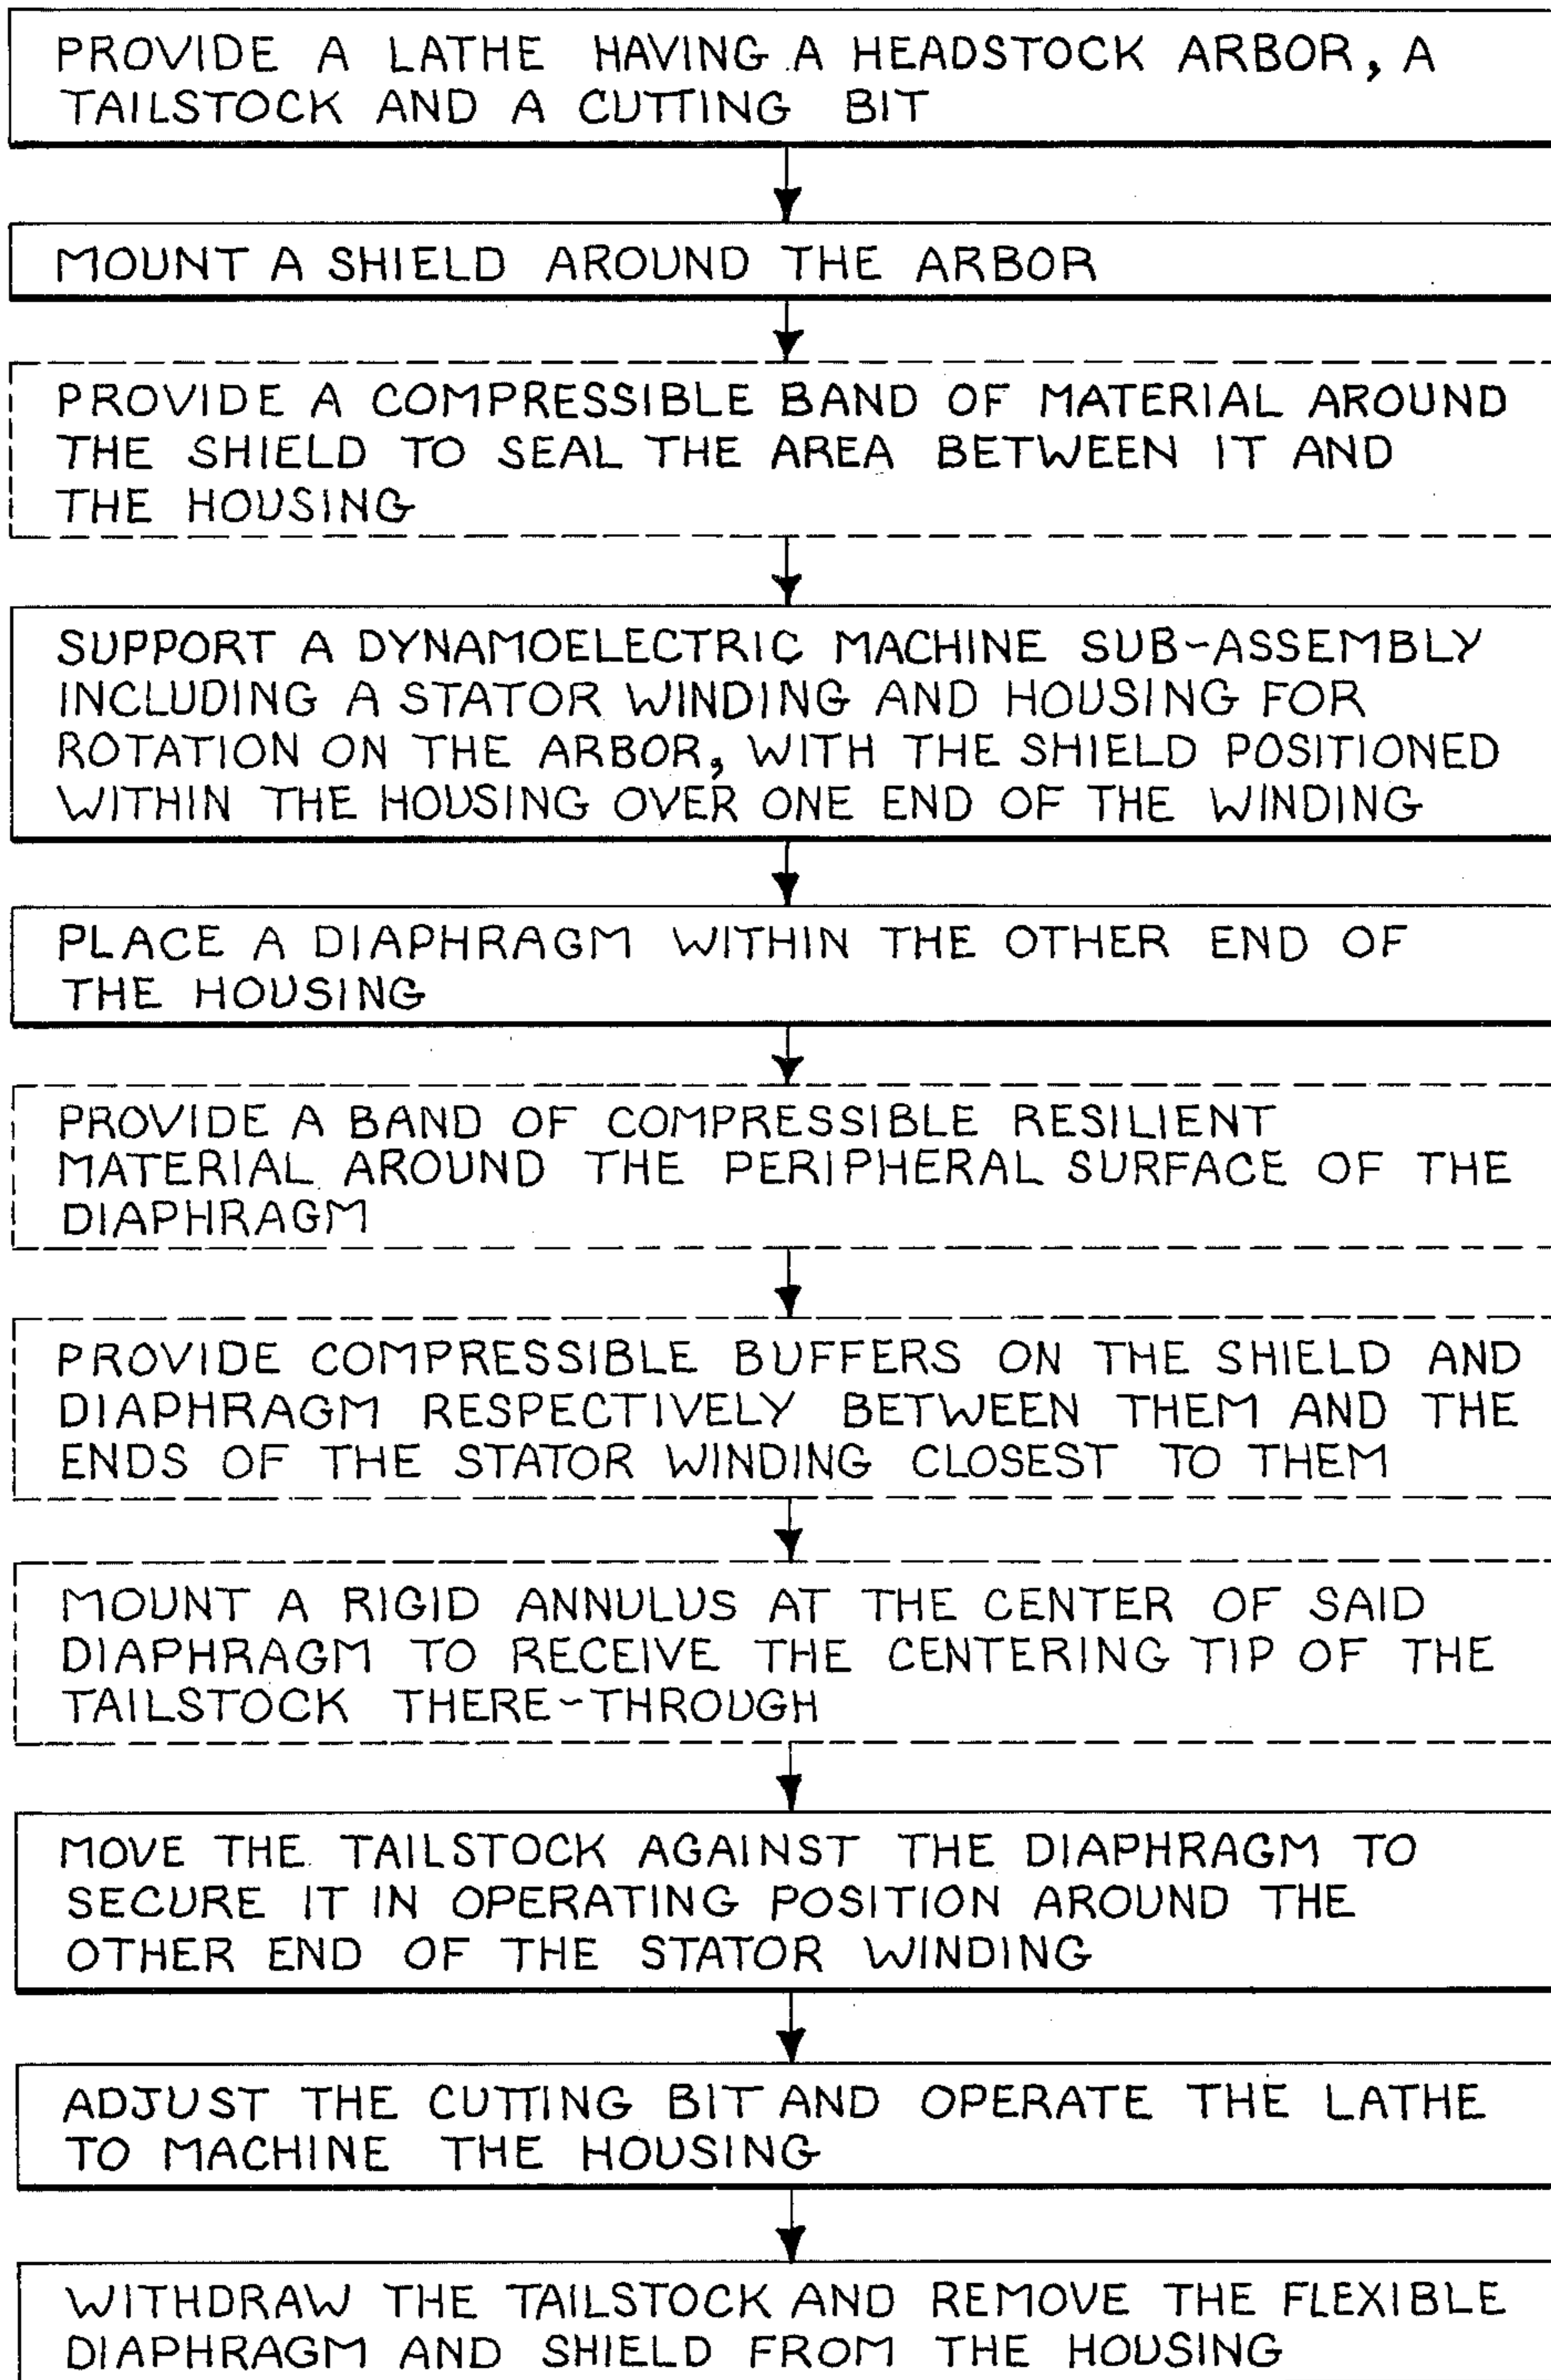 PROVIDE A LATHE HAVING A HEADSTOCK ARBOR, A
TAILSTOCK AND A CUTTING BIT
MOUNT A SHIELD AROUND THE ARBOR
PROVIDE A COMPRESSIBLE BAND OF MATERIAL AROUND
THE SHIELD TO SEAL THE AREA BETWEEN IT AND
THE HOUSING
SUPPORT A DYNAMOELECTRIC MACHINE SUB-ASSEMBLY
INCLUDING A STATOR WINDING AND HOUSING FOR
ROTATION ON THE ARBOR, WITH THE SHIELD POSITIONED
WITHIN THE HOUSING OVER ONE END OF THE WINDING
PLACE A DIAPHRAGM WITHIN THE OTHER END OF
THE HOUSING
PROVIDE A BAND OF COMPRESSIBLE RESILIENT
MATERIAL AROUND THE PERIPHERAL SURFACE OF THE
DIAPHRAGM
PROVIDE COMPRESSIBLE BUFFERS ON THE SHIELD AND
DIAPHRAGM RESPECTIVELY BETWEEN THEM AND THE
ENDS OF THE STATOR WINDING CLOSEST TO THEM
MOUNT A RIGID ANNULUS AT THE CENTER OF SAID
DIAPHRAGM TO RECEIVE THE CENTERING TIP OF THE
TAILSTOCK THERE-THROUGH
MOVE THE TAILSTOCK AGAINST THE DIAPHRAGM TO
SECURE IT IN OPERATING POSITION AROUND THE
OTHER END OF THE STATOR WINDING
ADJUST THE CUTTING BIT AND OPERATE THE LATHE
TO MACHINE THE HOUSING
WITHDRAW THE TAILSTOCK AND REMOVE THE FLEXIBLE
DIAPHRAGM AND SHIELD FROM THE HOUSING